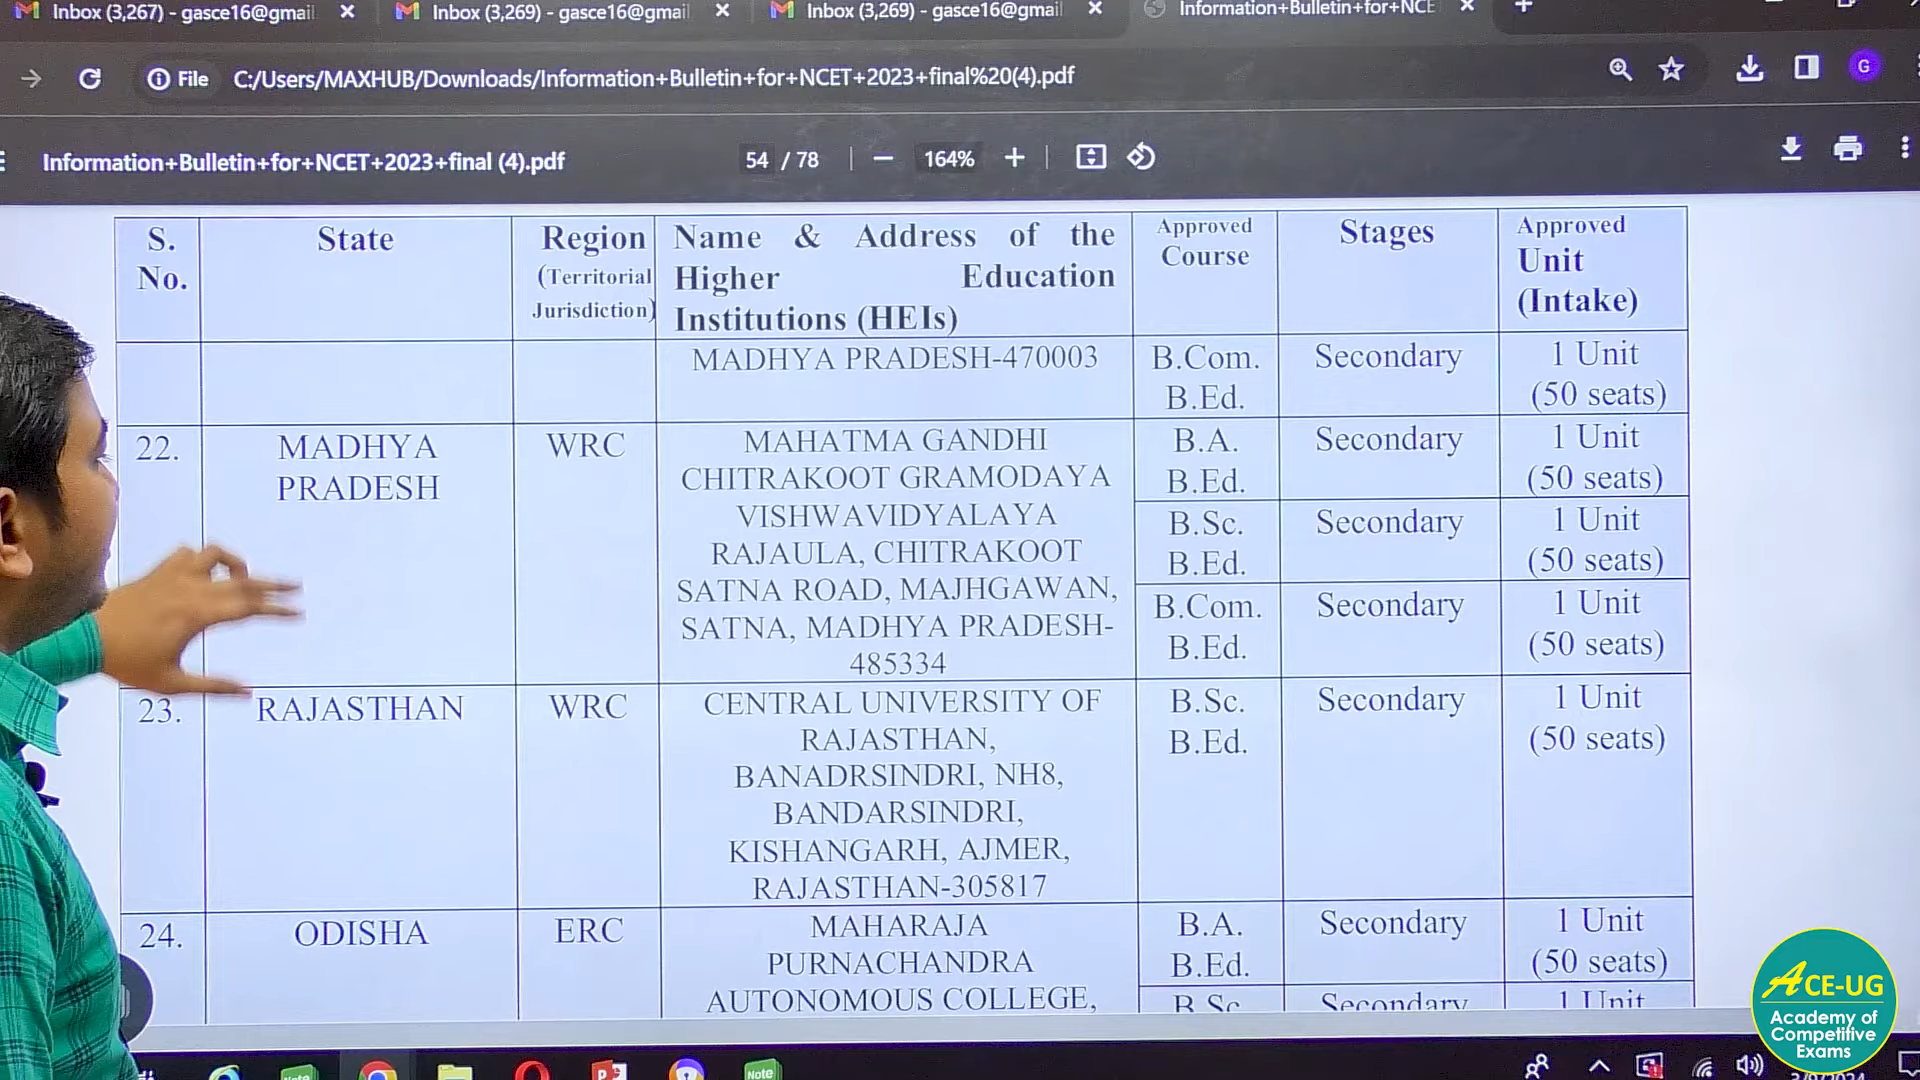 Inbox (3,267) - gasce16@gmail
Inbox (3,269) - gasce16@gmail
Inbox (3,269) - gasce16@gmail
Information+Bulletin+for+NCE
File
C:/Users/MAXHUB/Downloads/Information+Bulletin+for+NCET+2023+final%20(4).pdf
G
Information+Bulletin+for+NCET+2023+final (4).pdf
54 / 78
164%
S. No.
State
Region (Territorial Jurisdiction)
Name & Address of the Higher Education Institutions (HEIs)
Approved Course
Stages
Approved Unit (Intake)
MADHYA PRADESH-470003
B.Com. B.Ed.
Secondary
1 Unit (50 seats)
22.
MADHYA PRADESH
WRC
MAHATMA GANDHI
CHITRAKOOT GRAMODAYA
VISHWAVIDYALAYA
RAJAULA, CHITRAKOOT
SATNA ROAD, MAJHGAWAN,
SATNA, MADHYA PRADESH-
485334
B.A. B.Ed.
Secondary
1 Unit (50 seats)
B.Sc. B.Ed.
Secondary
1 Unit (50 seats)
B.Com. B.Ed.
Secondary
1 Unit (50 seats)
23.
RAJASTHAN
WRC
CENTRAL UNIVERSITY OF
RAJASTHAN,
BANADRSINDRI, NH8,
BANDARSINDRI,
KISHANGARH, AJMER,
RAJASTHAN-305817
B.Sc. B.Ed.
Secondary
1 Unit (50 seats)
24.
ODISHA
ERC
MAHARAJA
PURNACHANDRA
AUTONOMOUS COLLEGE,
B.A. B.Ed.
Secondary
1 Unit (50 seats)
B.Sc
Secondary
1 Unit
ACE-UG
Academy of
Competitive
Exams
Note
Note